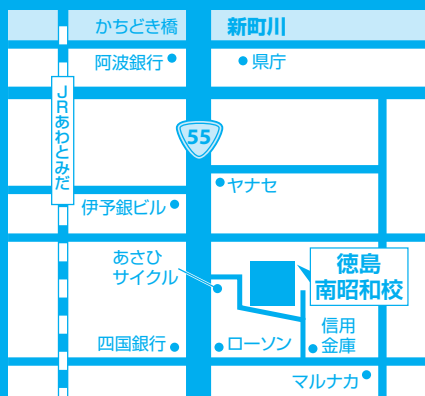 かちどき橋
新町川
阿波銀行
県庁
JRあわとみだ
55
ヤナセ
伊予銀ビル
あさひ
サイクル
徳島
南昭和校
四国銀行
ローソン
信用
金庫
マルナカ